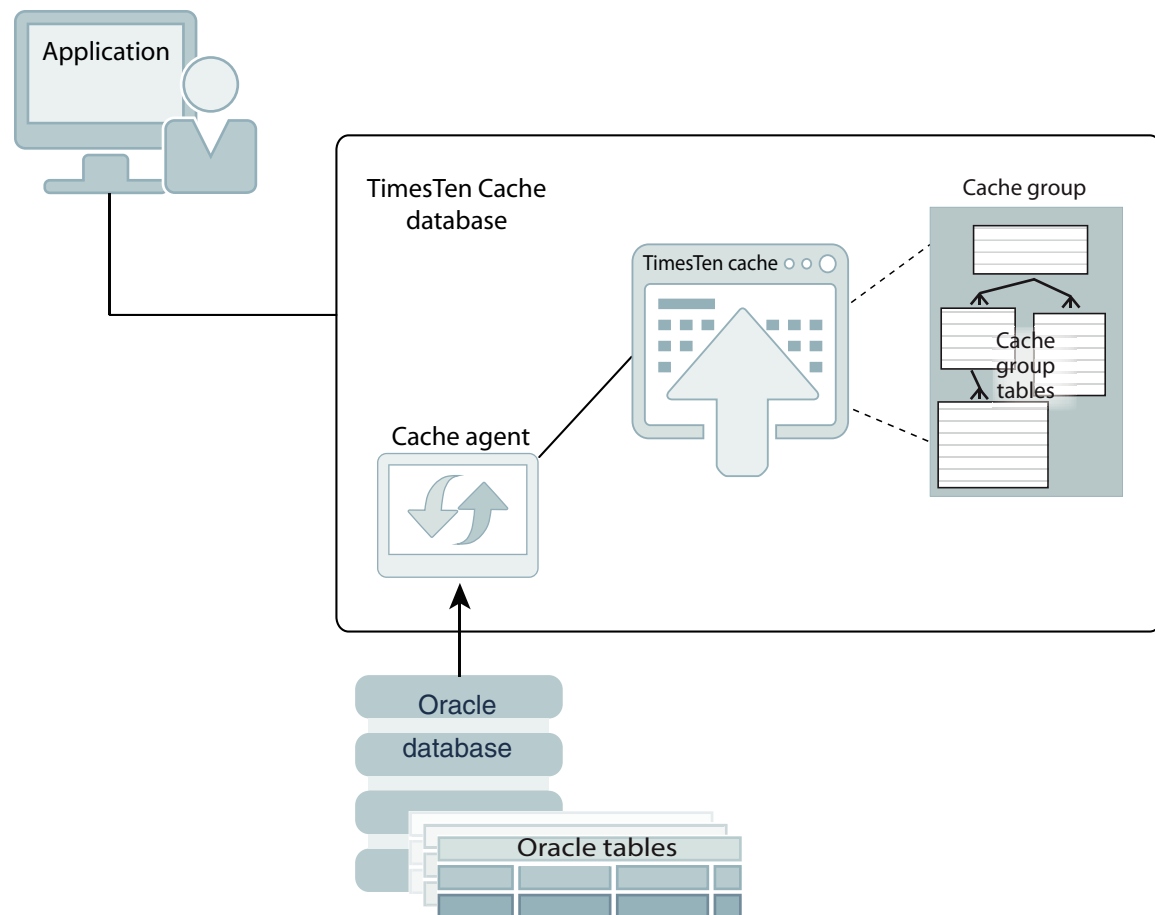 Application
TimesTen Cache
database
Cache group
TimesTen cache
Cache
group
tables
Cache agent
Oracle
database
Oracle tables